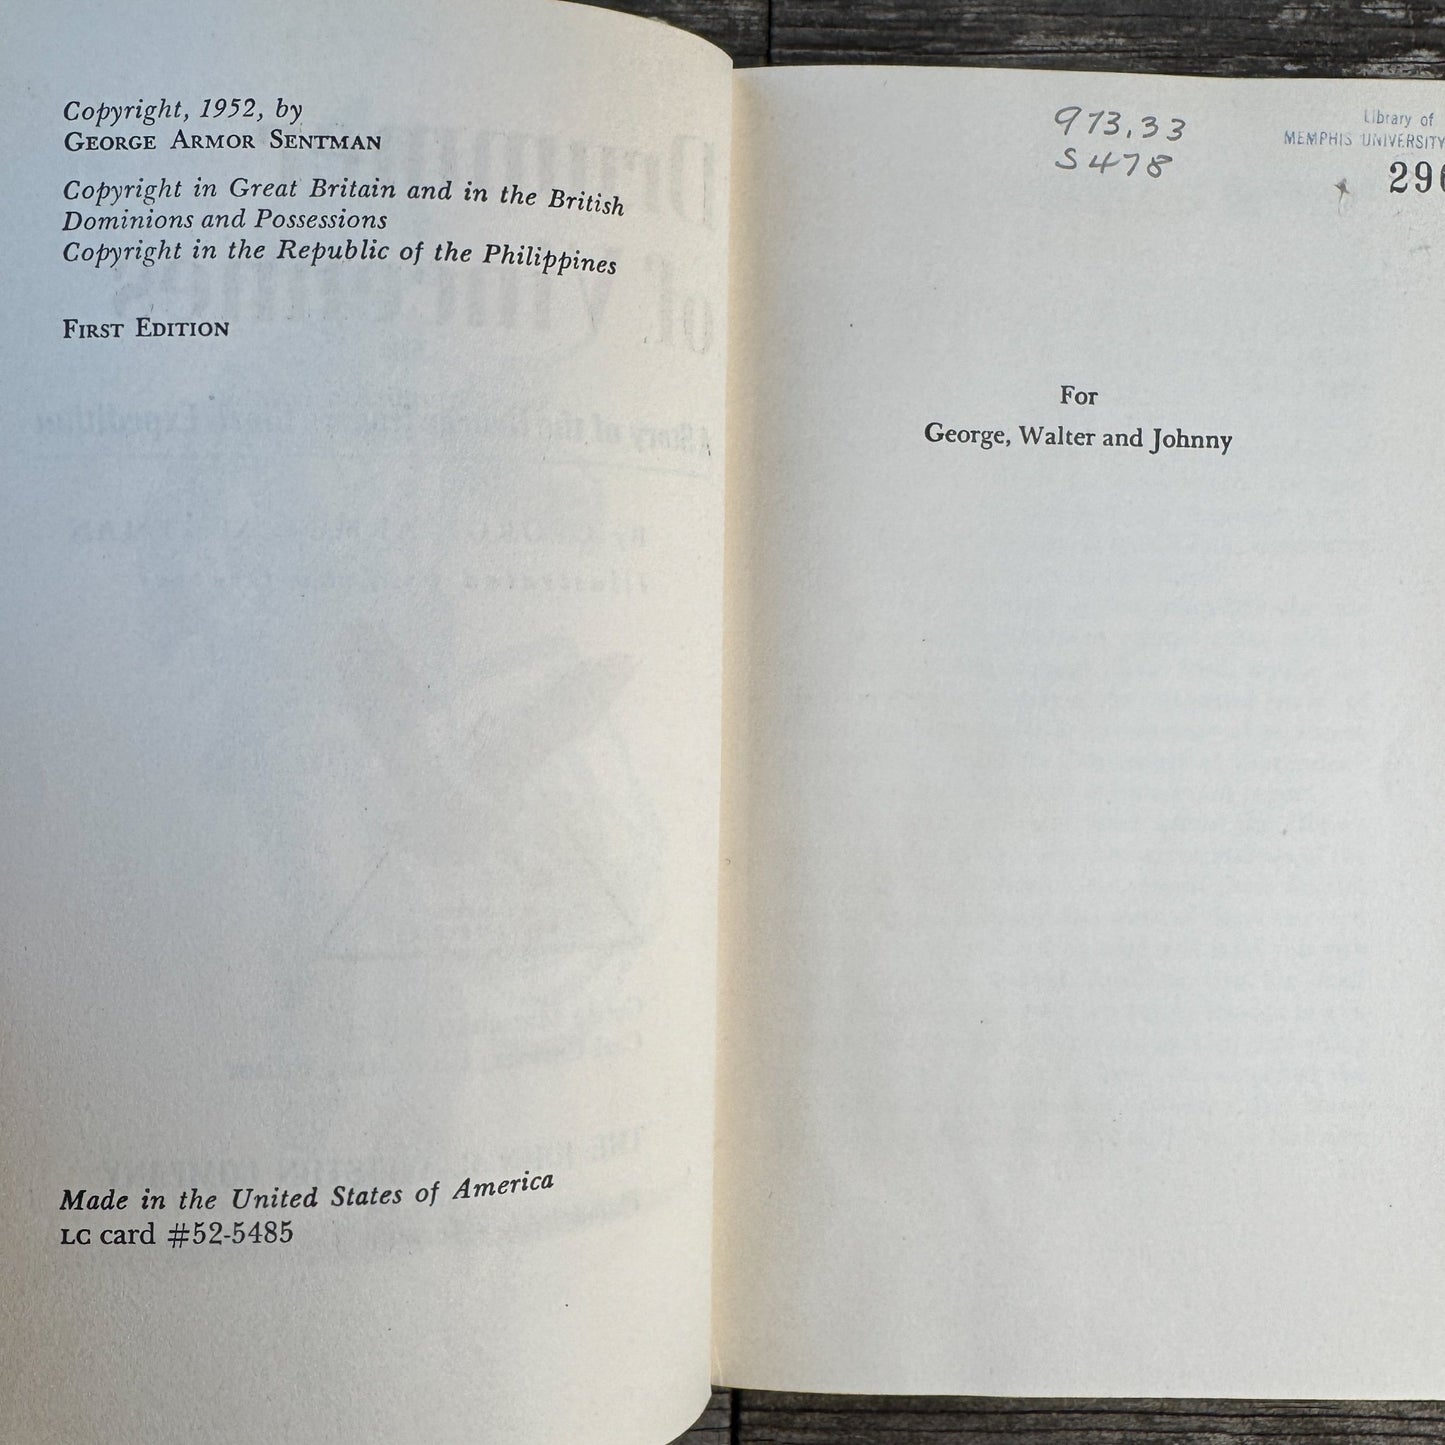 Copyright, 1952, by
GEORGE ARMOR SENTMAN
Copyright in Great Britain and in the British
Dominions and Possessions
Copyright in the Republic of the Philippines
FIRST EDITION
Made in the United States of America
LC card #52-5485
973.33
S478
Library of
MEMPHIS UNIVERSITY
For
George, Walter and Johnny